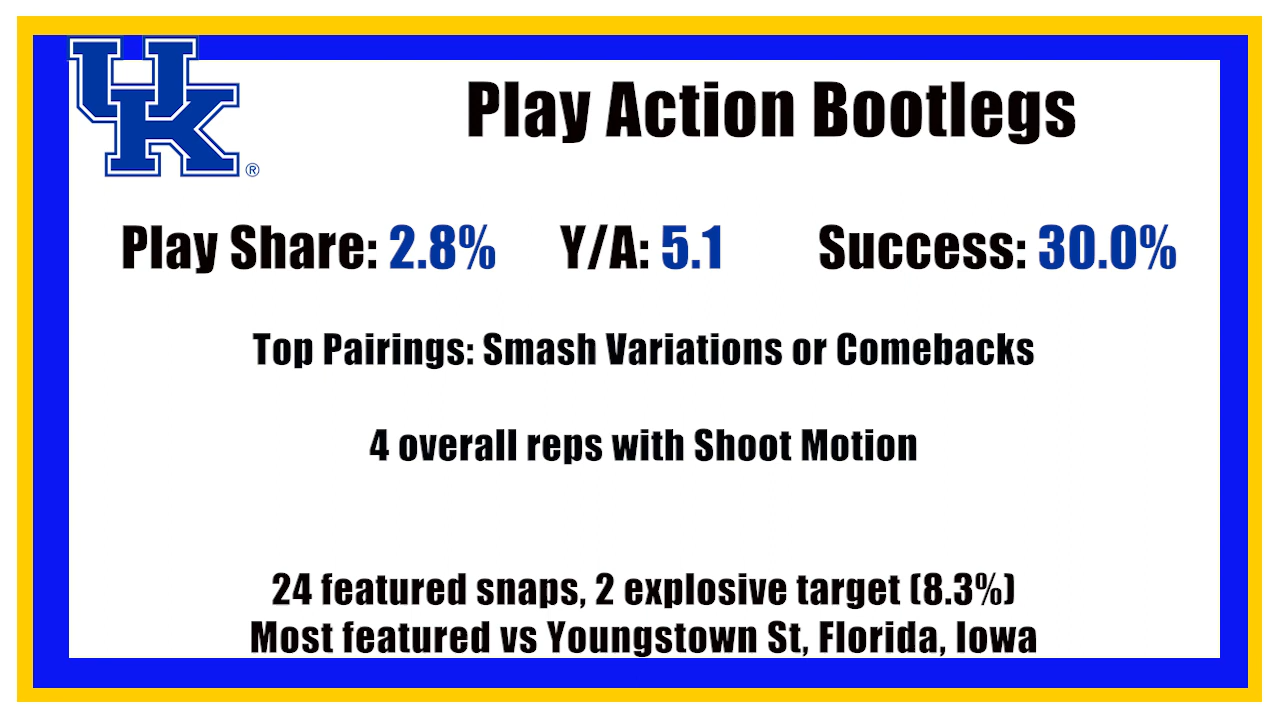 UK®
Play Action Bootlegs
Play Share: 2.8% Y/A: 5.1 Success: 30.0%
Top Pairings: Smash Variations or Comebacks
4 overall reps with Shoot Motion
24 featured snaps, 2 explosive target (8.3%)
Most featured vs Youngstown St, Florida, Iowa